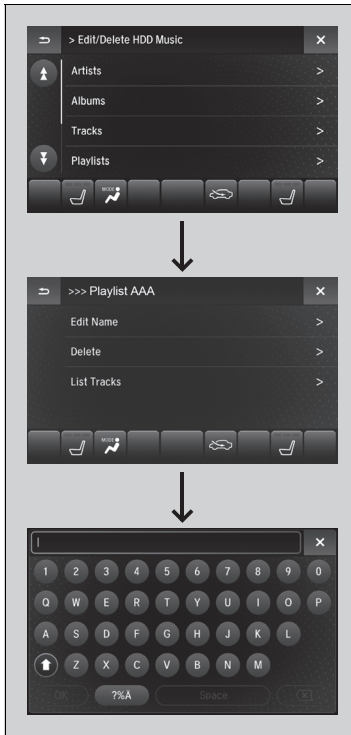 > Edit/Delete HDD Music ×
Artists >
Albums >
Tracks >
Playlists >
MODE
>>> Playlist AAA ×
Edit Name >
Delete >
List Tracks >
MODE
×
1 2 3 4 5 6 7 8 9 0
Q W E R T Y U I O P
A S D F G H J K L
Z X C V B N M
OK ?%Ä Space